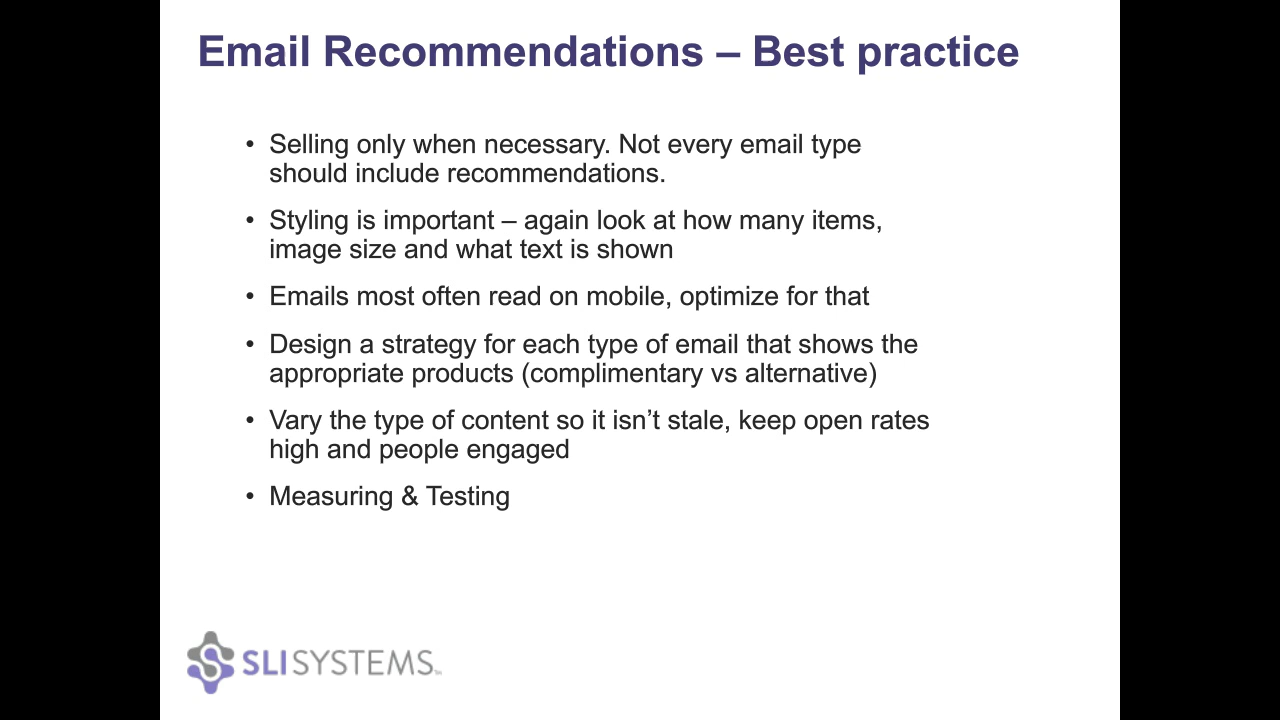 Email Recommendations – Best practice
• Selling only when necessary. Not every email type
should include recommendations.
• Styling is important – again look at how many items,
image size and what text is shown
• Emails most often read on mobile, optimize for that
• Design a strategy for each type of email that shows the
appropriate products (complimentary vs alternative)
• Vary the type of content so it isn’t stale, keep open rates
high and people engaged
• Measuring & Testing
SLISYSTEMS